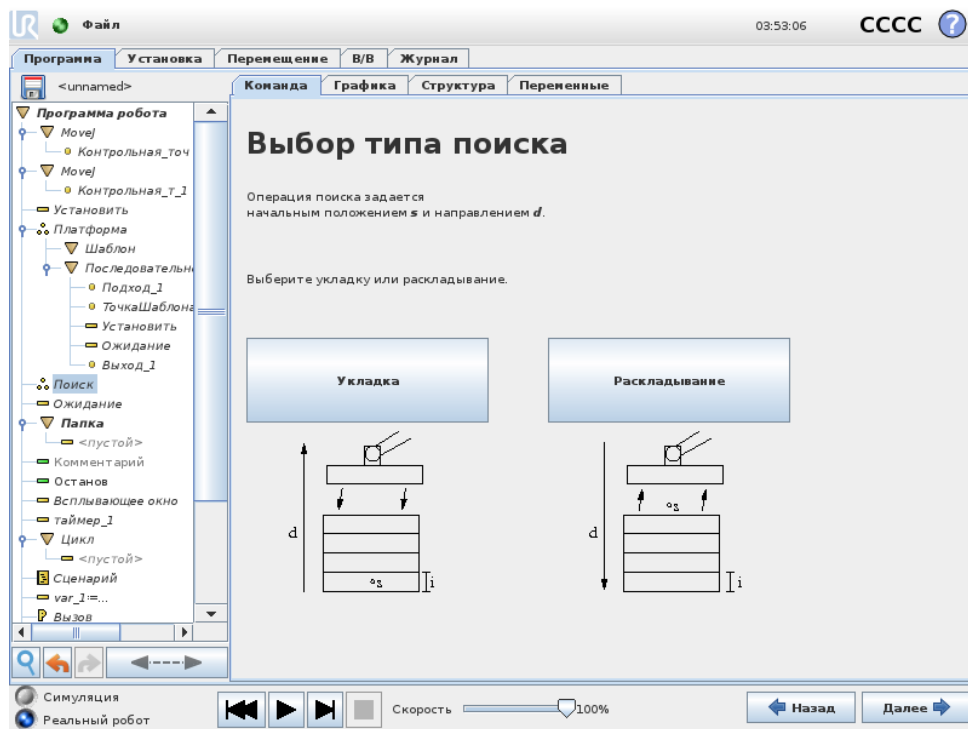 UR Файл 03:53:06 CCCC ?
Программа Установка Перемещение В/В Журнал
<unnamed>
Команда Графика Структура Переменные
Программа робота
MoveJ
Контрольная_точ
MoveJ
Контрольная_т_1
Установить
Платформа
Шаблон
Последовательн
Подход_1
ТочкаШаблона
Установить
Ожидание
Выход_1
Поиск
Ожидание
Папка
<пустой>
Комментарий
Останов
Всплывающее окно
таймер_1
Цикл
<пустой>
Сценарий
var_1:=...
Вызов
Выбор типа поиска
Операция поиска задается
начальным положением s и направлением d.
Выберите укладку или раскладывание.
Укладка
Раскладывание
d s i
d s i
Симуляция
Реальный робот
Скорость 100%
Назад Далее